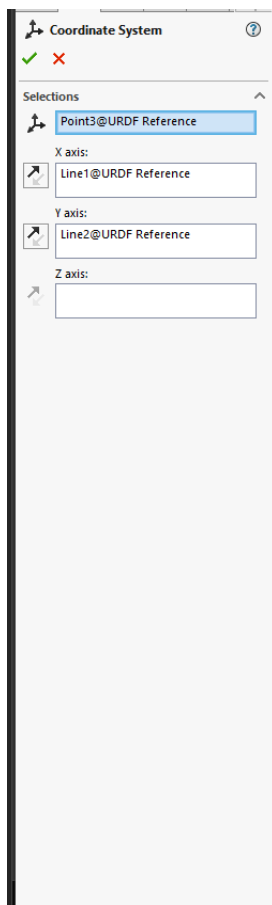 Coordinate System
Selections
Point3@URDF Reference
X axis:
Line1@URDF Reference
Y axis:
Line2@URDF Reference
Z axis: